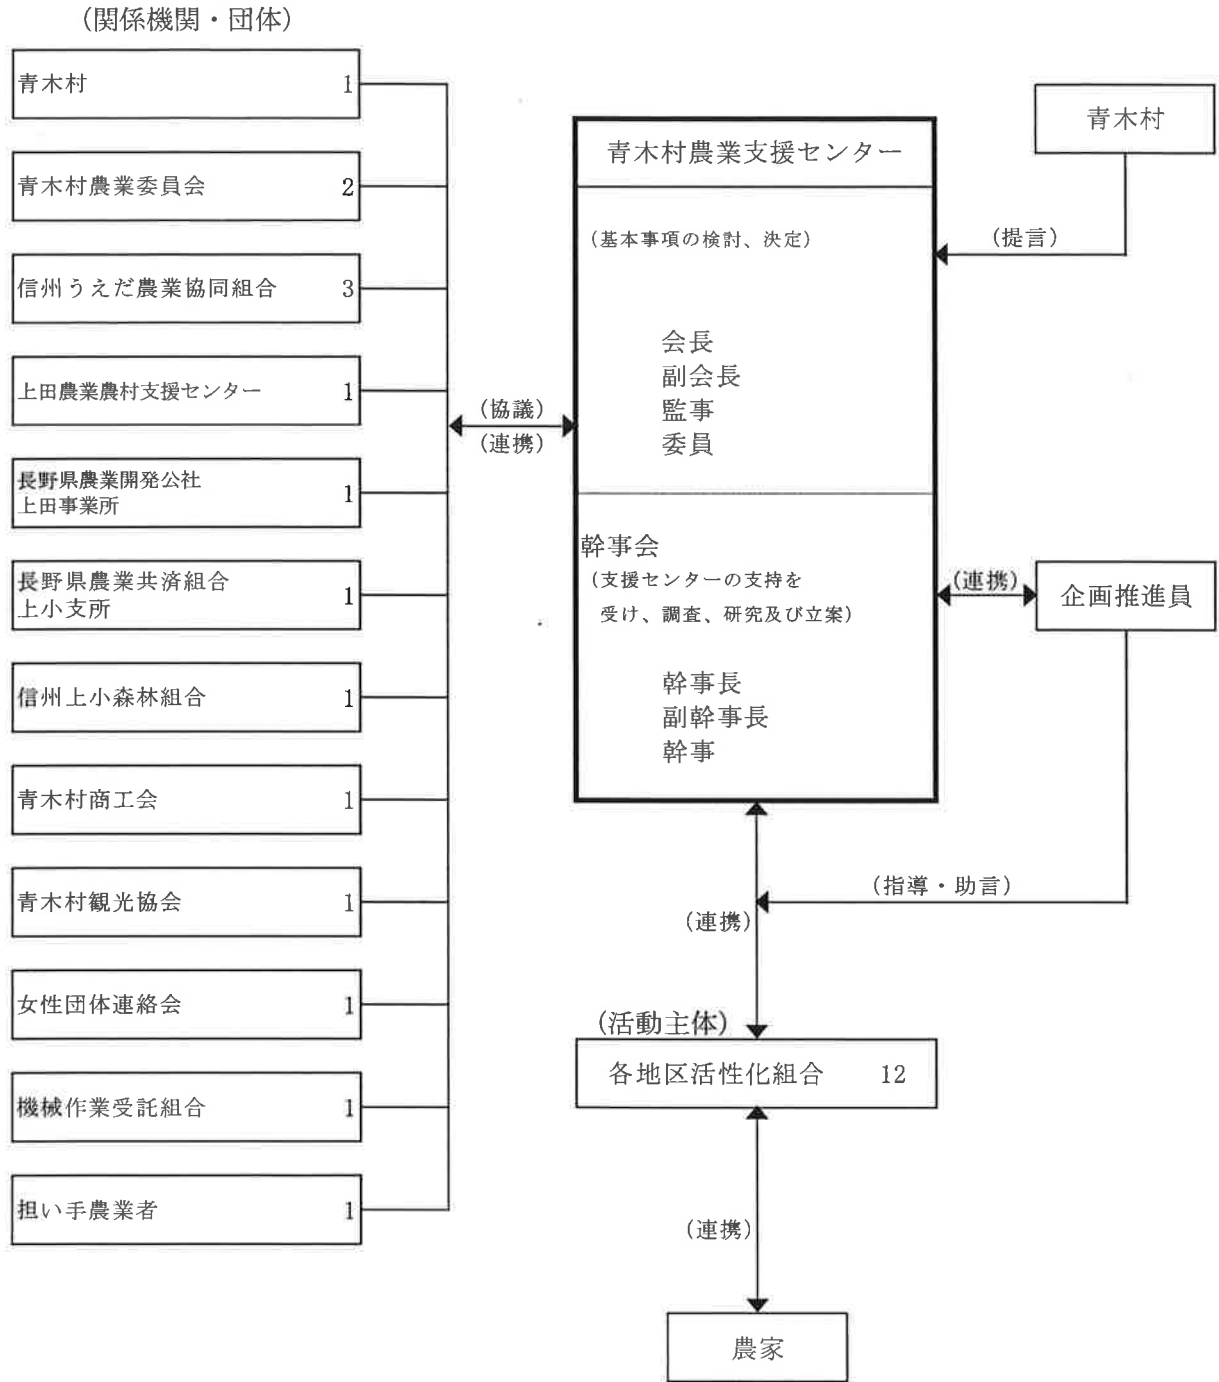 (関係機関・団体)
青木村 1
青木村農業委員会 2
信州うえだ農業協同組合 3
上田農業農村支援センター 1
長野県農業開発公社
上田事業所 1
長野県農業共済組合
上小支所 1
信州上小森林組合 1
青木村商工会 1
青木村観光協会 1
女性団体連絡会 1
機械作業受託組合 1
担い手農業者 1
(協議)
(連携)
青木村農業支援センター
(基本事項の検討、決定)
会長
副会長
監事
委員
幹事会
(支援センターの支持を
受け、調査、研究及び立案)
幹事長
副幹事長
幹事
青木村
(提言)
(連携)
企画推進員
(指導・助言)
(連携)
(活動主体)
各地区活性化組合 12
(連携)
農家